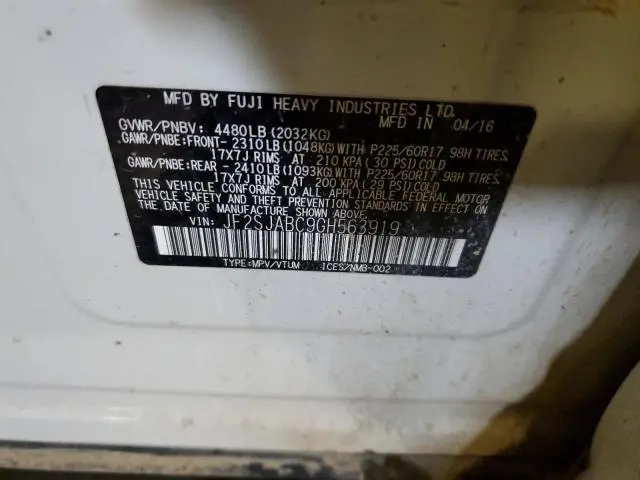 MFD BY FUJI HEAVY INDUSTRIES LTD.
MFD IN 04/16
GVWR/PNBV: 4480LB(2032KG)
GAWR/PNBE:FRONT-2310LB(1048KG)WITH P225/60R17 98H TIRES,
17X7J RIMS AT 210 KPA(30 PSI)COLD
GAWR/PNBE:REAR -2410LB(1093KG)WITH P225/60R17 98H TIRES,
17X7J RIMS AT 200 KPA(29 PSI)COLD
THIS VEHICLE CONFORMS TO ALL APPLICABLE FEDERAL MOTOR
VEHICLE SAFETY AND BUMPER STANDARDS IN EFFECT ON
THE DATE OF MANUFACTURE SHOWN ABOVE.
VIN: JF2SJABC9GH563919
TYPE:MPV/VTUM ICES/NMB-002